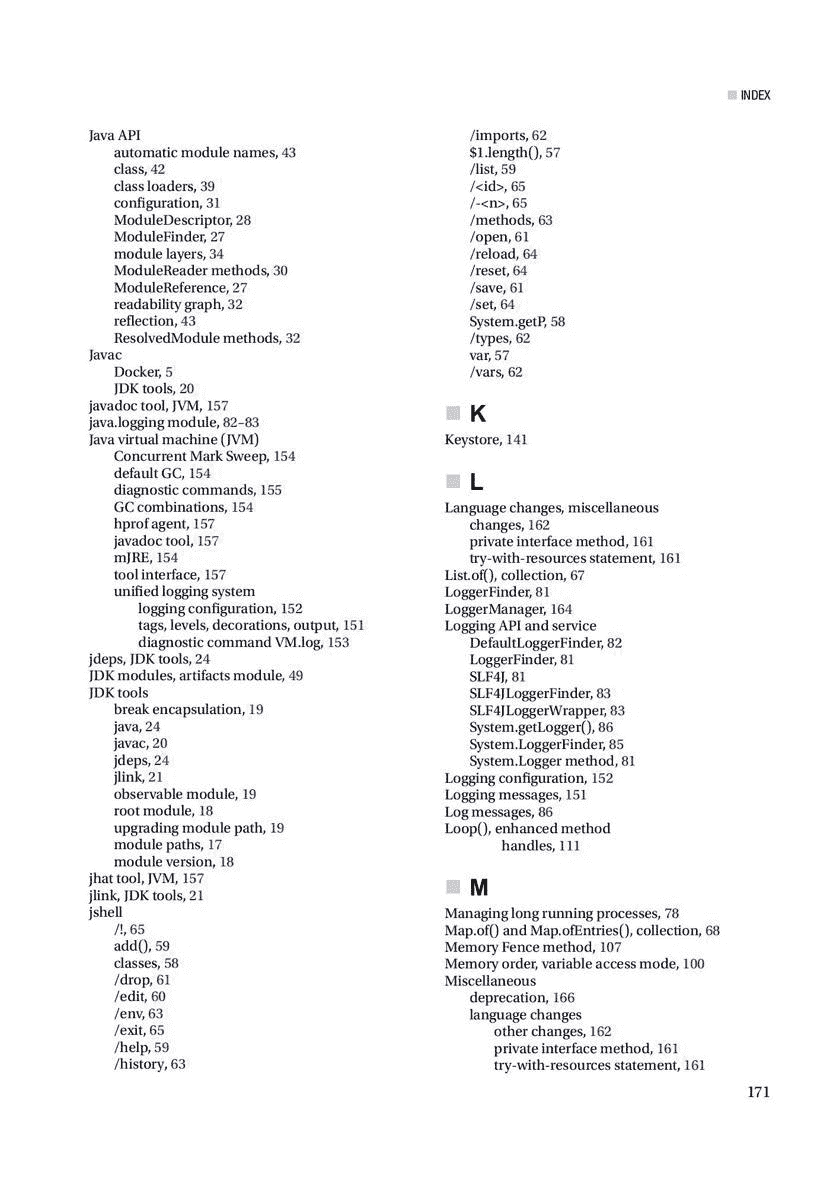 INDEX
Java API
automatic module names, 43
class, 42
class loaders, 39
configuration, 31
ModuleDescriptor, 28
ModuleFinder, 27
module layers, 34
ModuleReader methods, 30
ModuleReference, 27
readability graph, 32
reflection, 43
ResolvedModule methods, 32
Javac
Docker, 5
JDK tools, 20
javadoc tool, JVM, 157
java.logging module, 82–83
Java virtual machine (JVM)
Concurrent Mark Sweep, 154
default GC, 154
diagnostic commands, 155
GC combinations, 154
hprof agent, 157
javadoc tool, 157
mJRE, 154
tool interface, 157
unified logging system
logging configuration, 152
tags, levels, decorations, output, 151
diagnostic command VM.log, 153
jdeps, JDK tools, 24
JDK modules, artifacts module, 49
JDK tools
break encapsulation, 19
java, 24
javac, 20
jdeps, 24
jlink, 21
observable module, 19
root module, 18
upgrading module path, 19
module paths, 17
module version, 18
jhat tool, JVM, 157
jlink, JDK tools, 21
jshell
/!, 65
add(), 59
classes, 58
/drop, 61
/edit, 60
/env, 63
/exit, 65
/help, 59
/history, 63
/imports, 62
$1.length(), 57
/list, 59
/<id>, 65
/-<n>, 65
/methods, 63
/open, 61
/reload, 64
/reset, 64
/save, 61
/set, 64
System.getP, 58
/types, 62
var, 57
/vars, 62
K
Keystore, 141
L
Language changes, miscellaneous
changes, 162
private interface method, 161
try-with-resources statement, 161
List.of(), collection, 67
LoggerFinder, 81
LoggerManager, 164
Logging API and service
DefaultLoggerFinder, 82
LoggerFinder, 81
SLF4J, 81
SLF4JLoggerFinder, 83
SLF4JLoggerWrapper, 83
System.getLogger(), 86
System.LoggerFinder, 85
System.Logger method, 81
Logging configuration, 152
Logging messages, 151
Log messages, 86
Loop(), enhanced method
handles, 111
M
Managing long running processes, 78
Map.of() and Map.ofEntries(), collection, 68
Memory Fence method, 107
Memory order, variable access mode, 100
Miscellaneous
deprecation, 166
language changes
other changes, 162
private interface method, 161
try-with-resources statement, 161
171